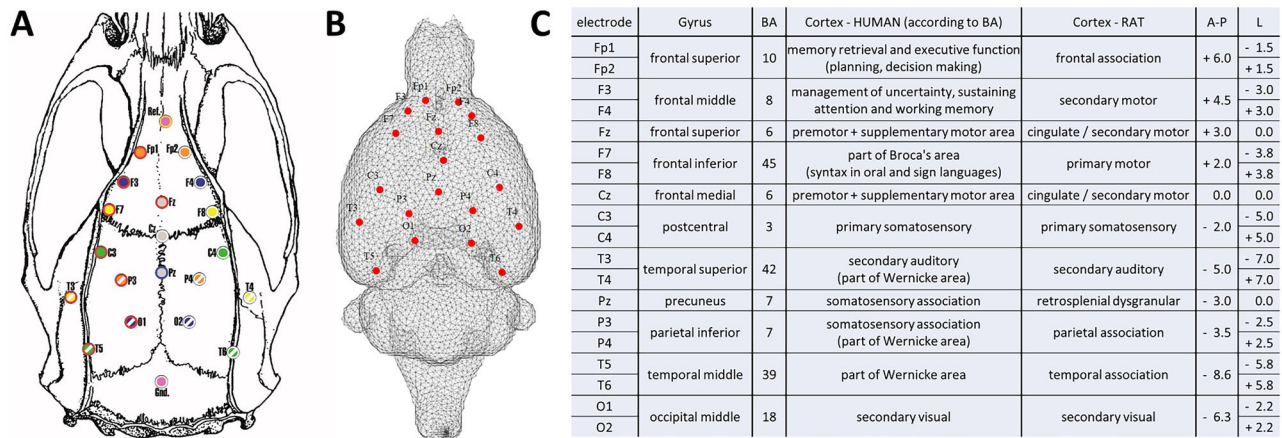 A
Ref.
Fp1
Fp2
F3
F4
Fz
F7
F8
Cz
C3
C4
Pz
P3
P4
T3
T4
O1
O2
T5
T6
Gnd.
B
Fp1
Fp2
F3
F4
F7
Fz
F8
Cz
C3
Pz
C4
P3
P4
T3
T4
O1
O2
T5
T6
C
electrode Gyrus BA Cortex - HUMAN (according to BA) Cortex - RAT A-P L
Fp1 memory retrieval and executive function - 1.5
frontal superior 10 frontal association + 6.0
Fp2 (planning, decision making) + 1.5
F3 management of uncertainty, sustaining - 3.0
frontal middle 8 secondary motor + 4.5
F4 attention and working memory + 3.0
Fz frontal superior 6 premotor + supplementary motor area cingulate / secondary motor + 3.0 0.0
F7 part of Broca's area - 3.8
frontal inferior 45 primary motor + 2.0
F8 (syntax in oral and sign languages) + 3.8
Cz frontal medial 6 premotor + supplementary motor area cingulate / secondary motor 0.0 0.0
C3 - 5.0
postcentral 3 primary somatosensory primary somatosensory - 2.0
C4 + 5.0
T3 secondary auditory - 7.0
temporal superior 42 secondary auditory - 5.0
T4 (part of Wernicke area) + 7.0
Pz precuneus 7 somatosensory association retrosplenial dysgranular - 3.0 0.0
P3 somatosensory association - 2.5
parietal inferior 7 parietal association - 3.5
P4 (part of Wernicke area) + 2.5
T5 - 5.8
temporal middle 39 part of Wernicke area temporal association - 8.6
T6 + 5.8
O1 - 2.2
occipital middle 18 secondary visual secondary visual - 6.3
O2 + 2.2